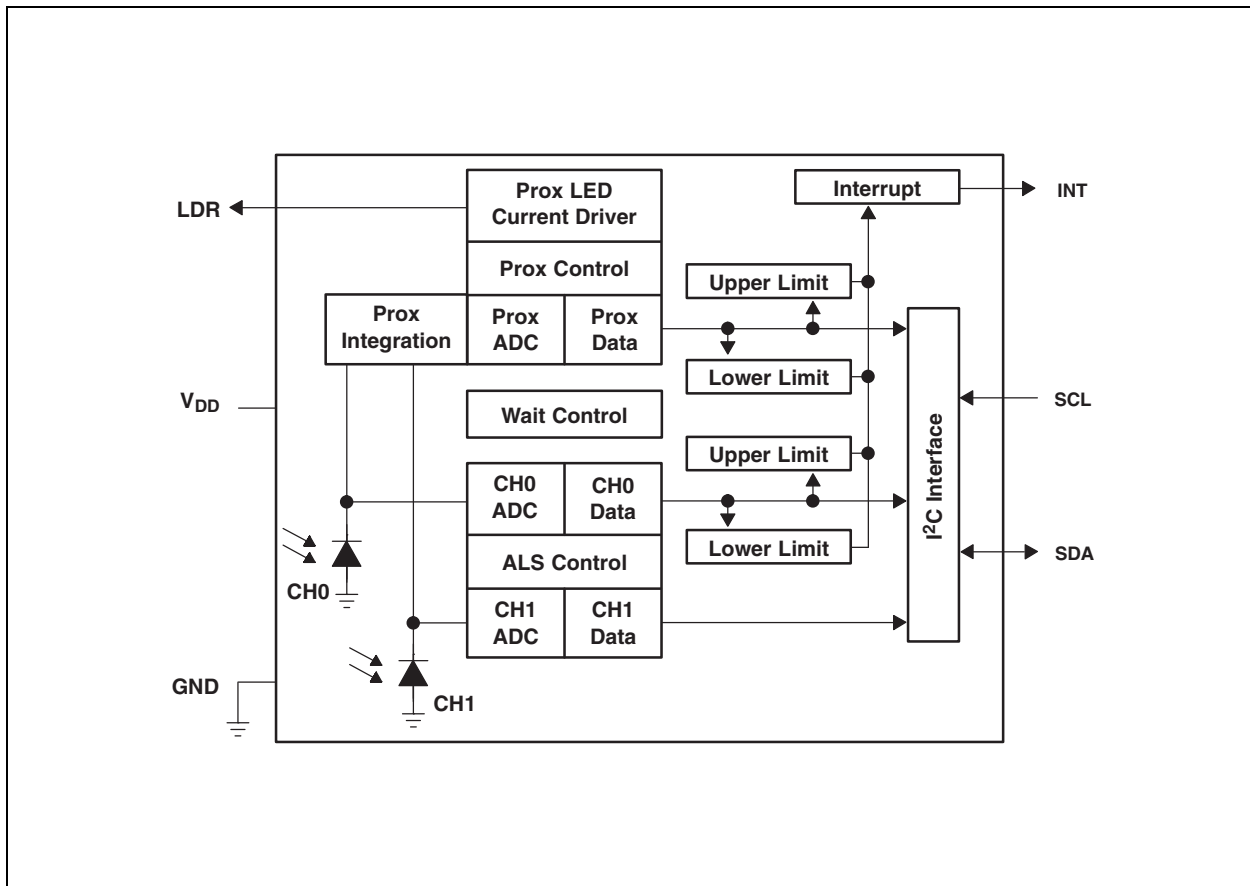 LDR
Prox LED
Current Driver
Interrupt
INT
Prox Control
Upper Limit
Prox
Integration
Prox
ADC
Prox
Data
Lower Limit
V_DD
Wait Control
SCL
Upper Limit
CH0
ADC
CH0
Data
I²C Interface
Lower Limit
SDA
ALS Control
CH0
CH1
ADC
CH1
Data
GND
CH1